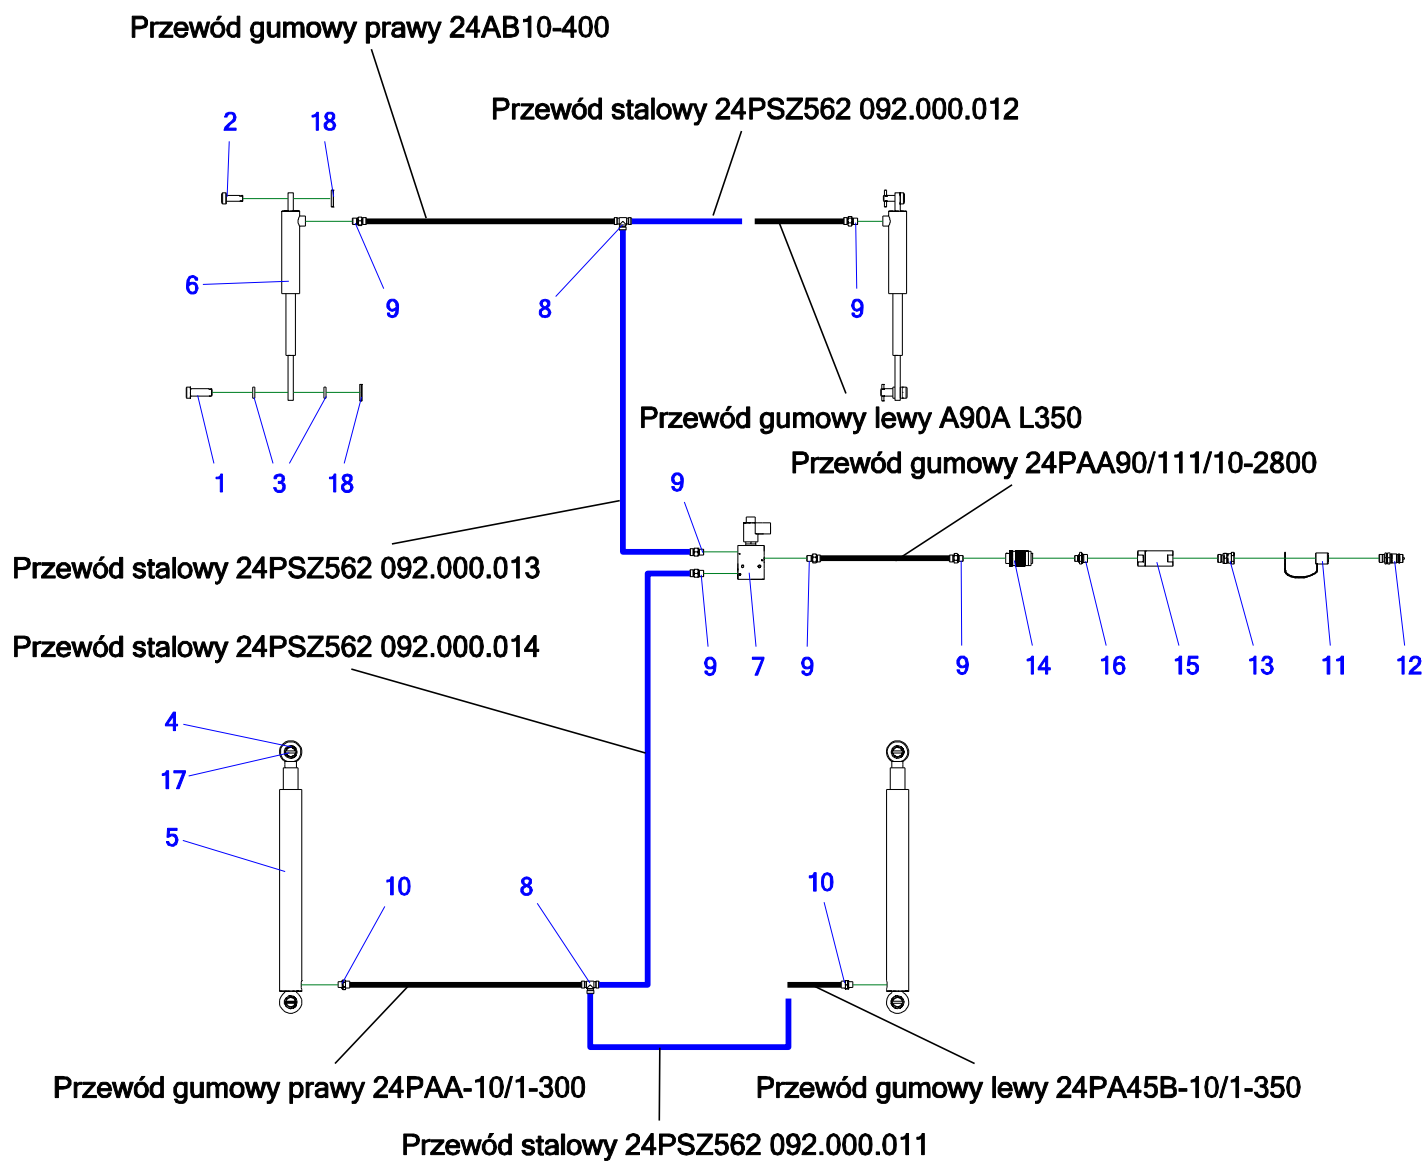 Przewód gumowy prawy 24AB10-400
Przewód stalowy 24PSZ562 092.000.012
2
18
6
9
8
9
Przewód gumowy lewy A90A L350
Przewód gumowy 24PAA90/111/10-2800
1
3
18
9
Przewód stalowy 24PSZ562 092.000.013
Przewód stalowy 24PSZ562 092.000.014
9
7
9
9
14
16
15
13
11
12
4
17
5
10
8
10
Przewód gumowy prawy 24PAA-10/1-300
Przewód gumowy lewy 24PA45B-10/1-350
Przewód stalowy 24PSZ562 092.000.011